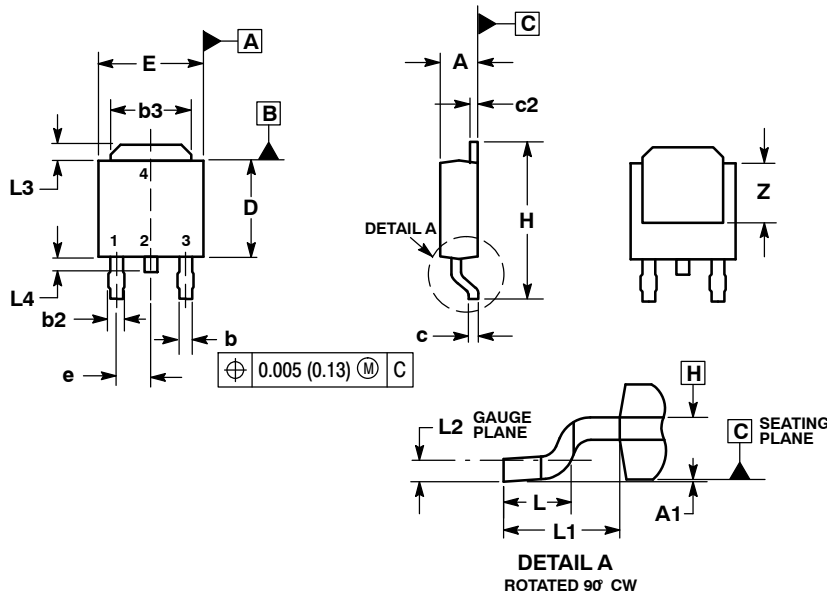 E
A
b3
B
L3
4
D
1 2 3
L4
b2
b
e
⌖ 0.005 (0.13) Ⓜ C
C
A
c2
H
DETAIL A
c
Z
L2 GAUGE PLANE
H
C SEATING PLANE
L
L1
A1
DETAIL A
ROTATED 90° CW